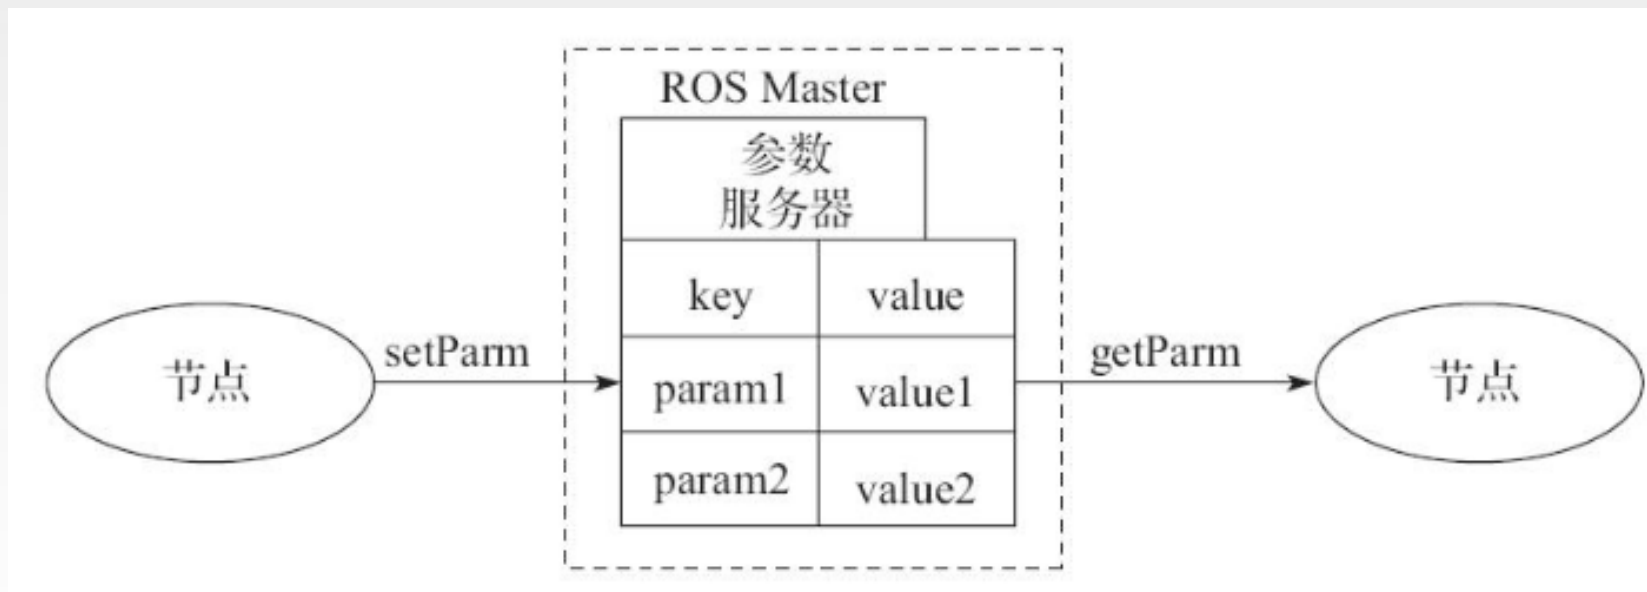 ROS Master
参数
服务器
key value
节点 setParm param1 value1 getParm 节点
param2 value2